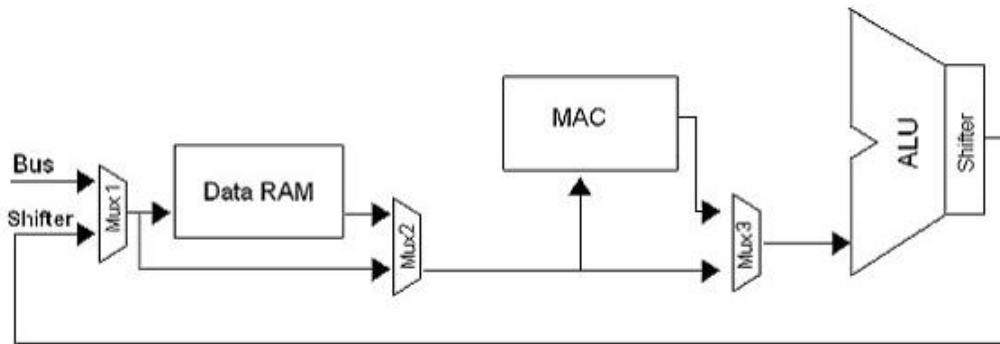 Bus
Shifter
Mux1
Data RAM
Mux2
MAC
Mux3
ALU
Shifter